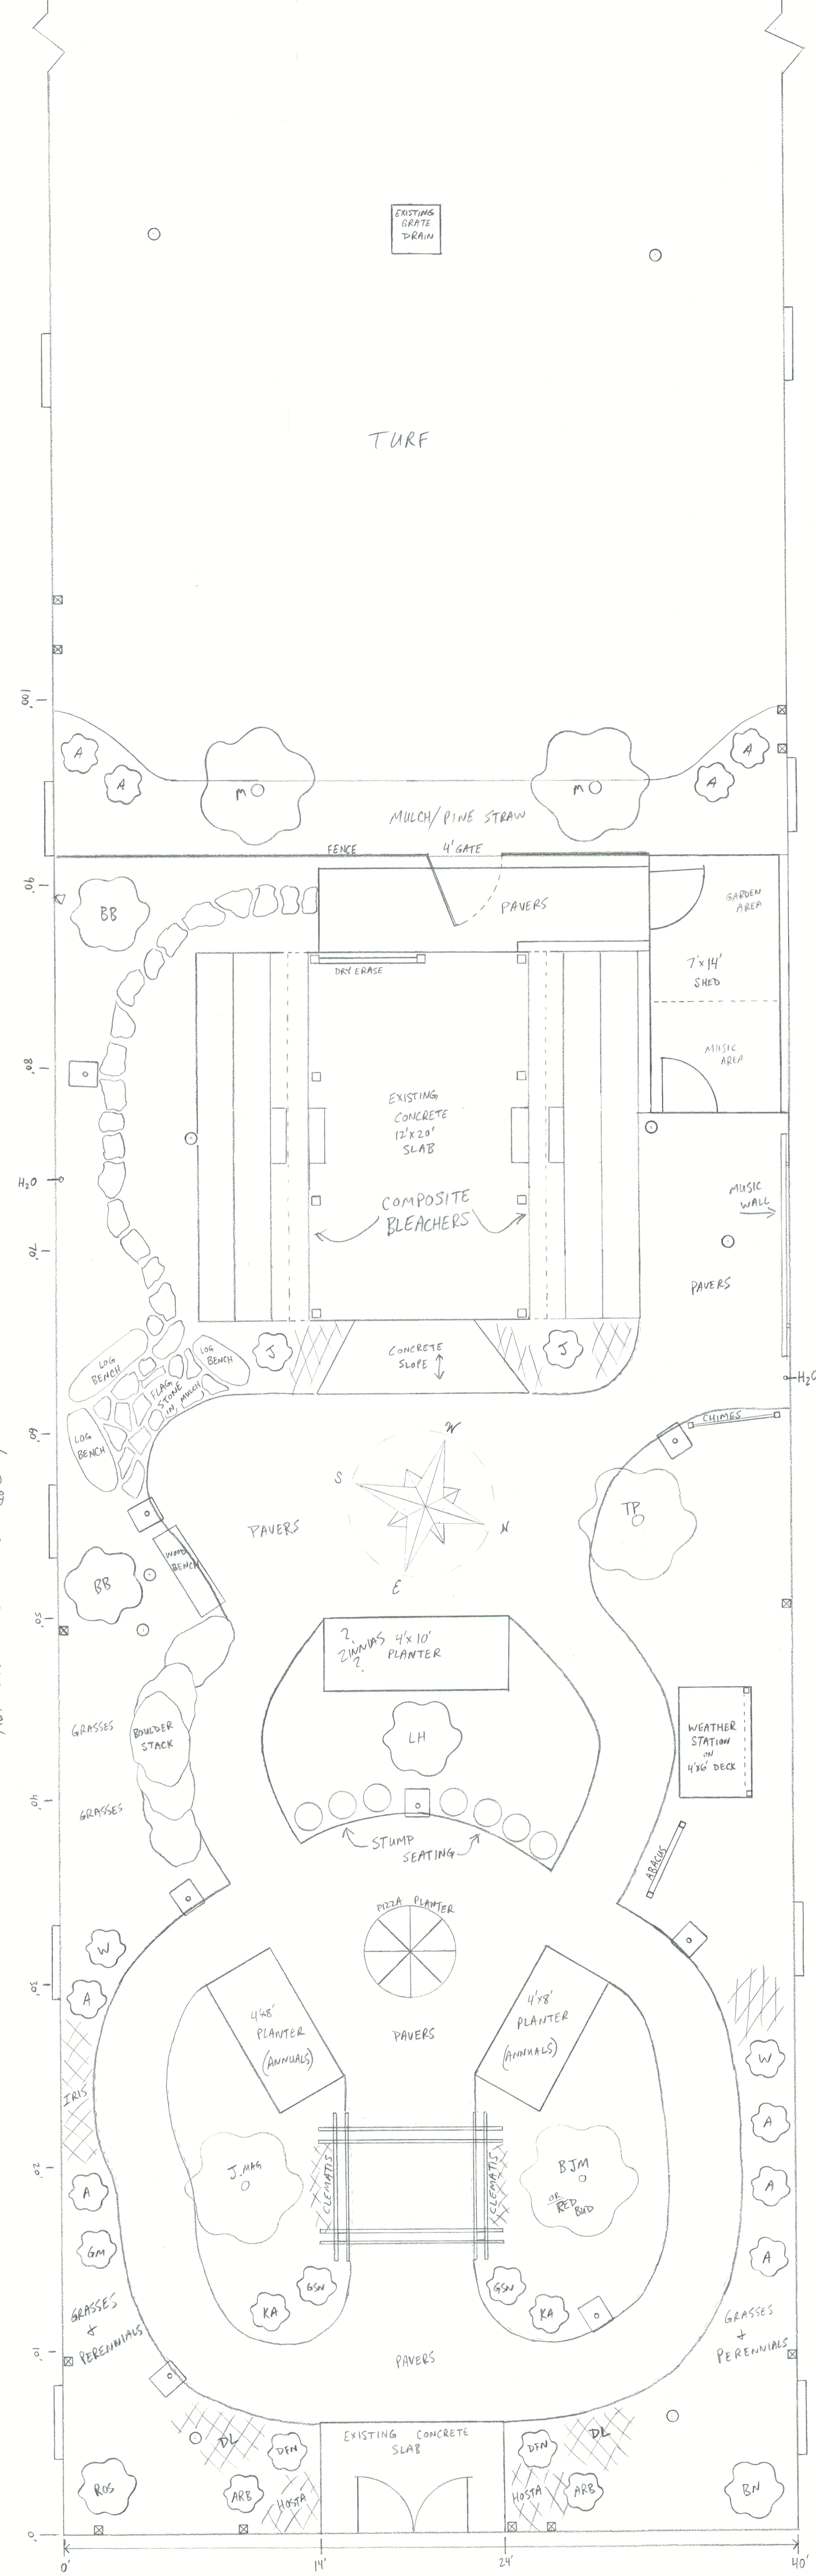 EXISTING
GRATE
DRAIN
TURF
100'
A
A
M
M
A
A
MULCH/PINE STRAW
FENCE
4' GATE
90'
BB
PAVERS
GARDEN
AREA
7'x14'
SHED
DRY ERASE
MUSIC
AREA
80'
EXISTING
CONCRETE
12'x20'
SLAB
H2O
COMPOSITE
BLEACHERS
MUSIC
WALL
70'
PAVERS
LOG
BENCH
LOG
BENCH
J
CONCRETE
SLOPE
J
FLAG
STONE
IN MULCH
H2O
60'
LOG
BENCH
CHIMES
W
S
N
E
TP
PAVERS
WOOD
BENCH
BB
50'
?
ZINNIAS
?
4'x10'
PLANTER
GRASSES
BOULDER
STACK
LH
WEATHER
STATION
ON
4'x6' DECK
40'
GRASSES
STUMP
SEATING
ABACUS
PIZZA PLANTER
W
A
30'
4'x8'
PLANTER
(ANNUALS)
PAVERS
4'x8'
PLANTER
(ANNUALS)
W
IRIS
A
20'
J. MAG
CLEMATIS
CLEMATIS
BJM
OR
RED
BUD
A
A
GM
A
GSN
KA
GSN
KA
GRASSES
+
PERENNIALS
GRASSES
+
PERENNIALS
10'
PAVERS
DL
DFN
EXISTING CONCRETE
SLAB
DFN
DL
ROS
ARB
HOSTA
HOSTA
ARB
BN
0'
0'
14'
24'
40'